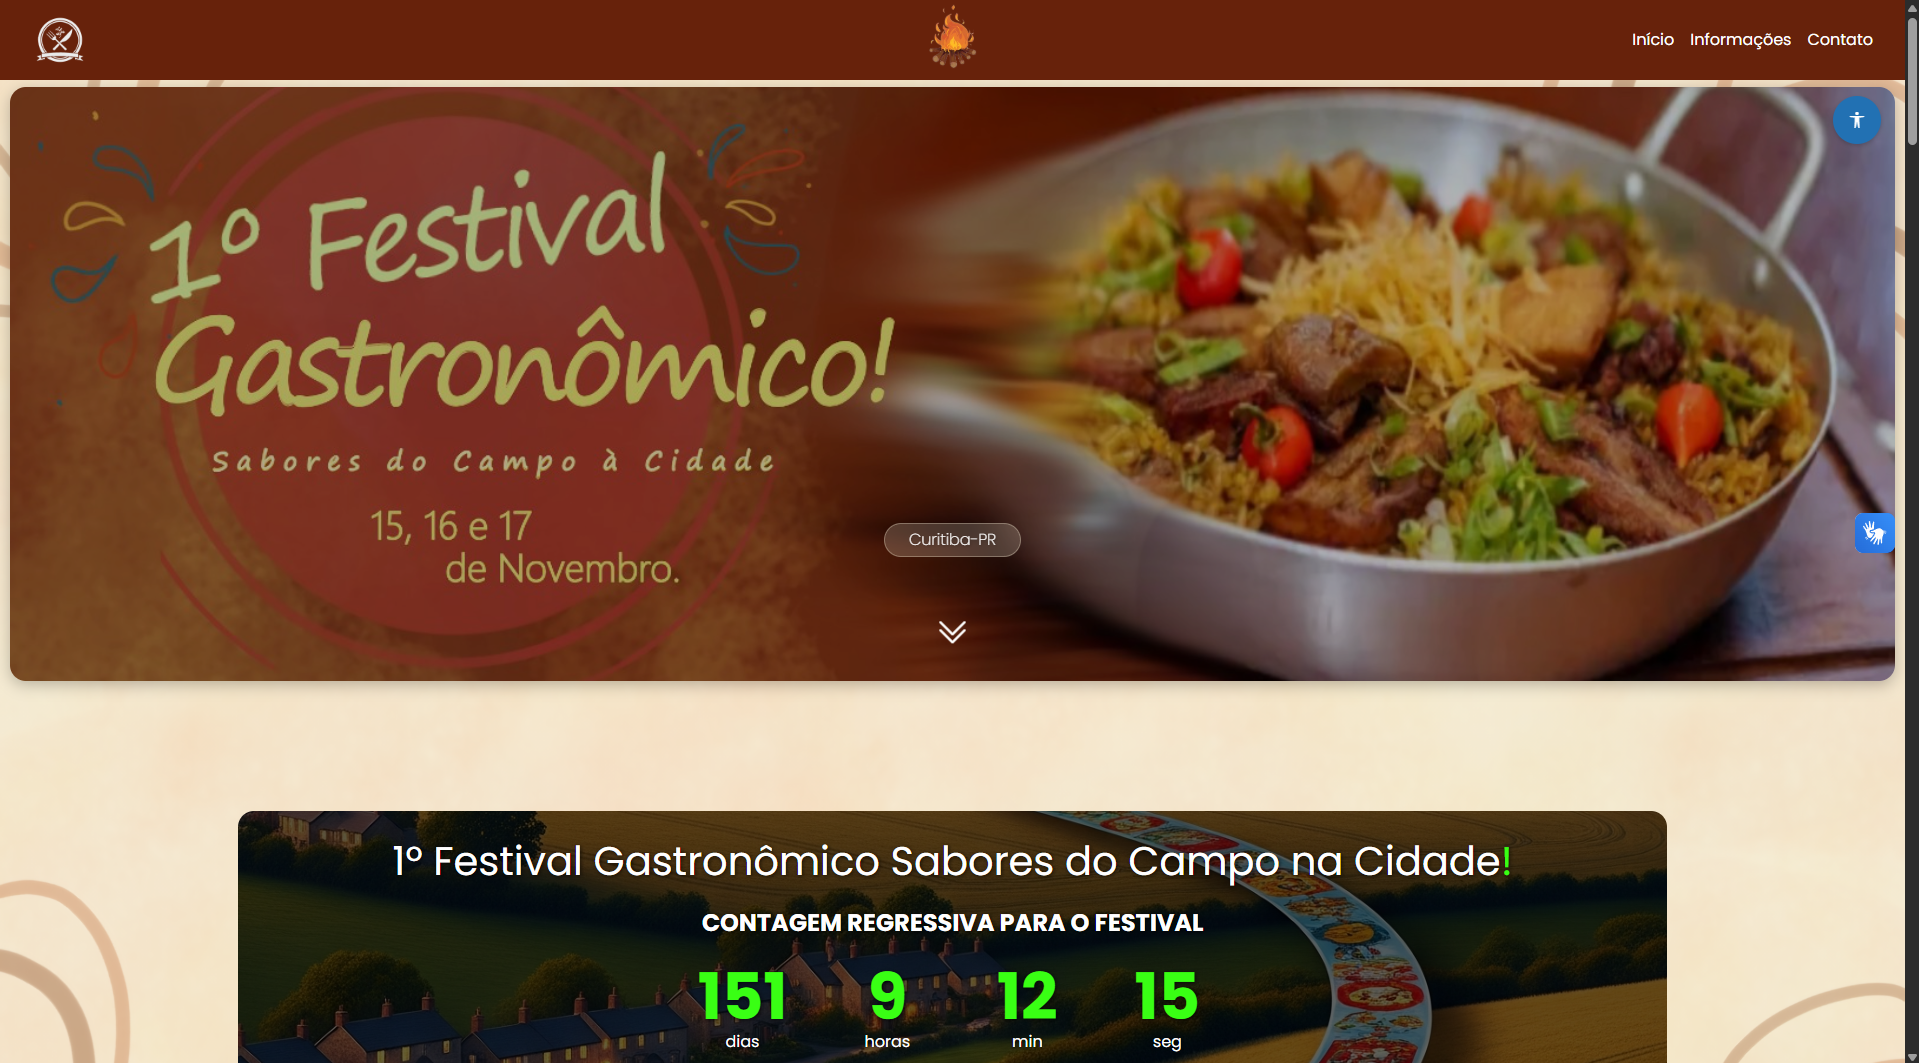 Início Informações Contato
1º Festival
Gastronômico!
Sabores do Campo à Cidade
15, 16 e 17
de Novembro.
Curitiba-PR
1º Festival Gastronômico Sabores do Campo na Cidade!
CONTAGEM REGRESSIVA PARA O FESTIVAL
151 9 12 15
dias horas min seg